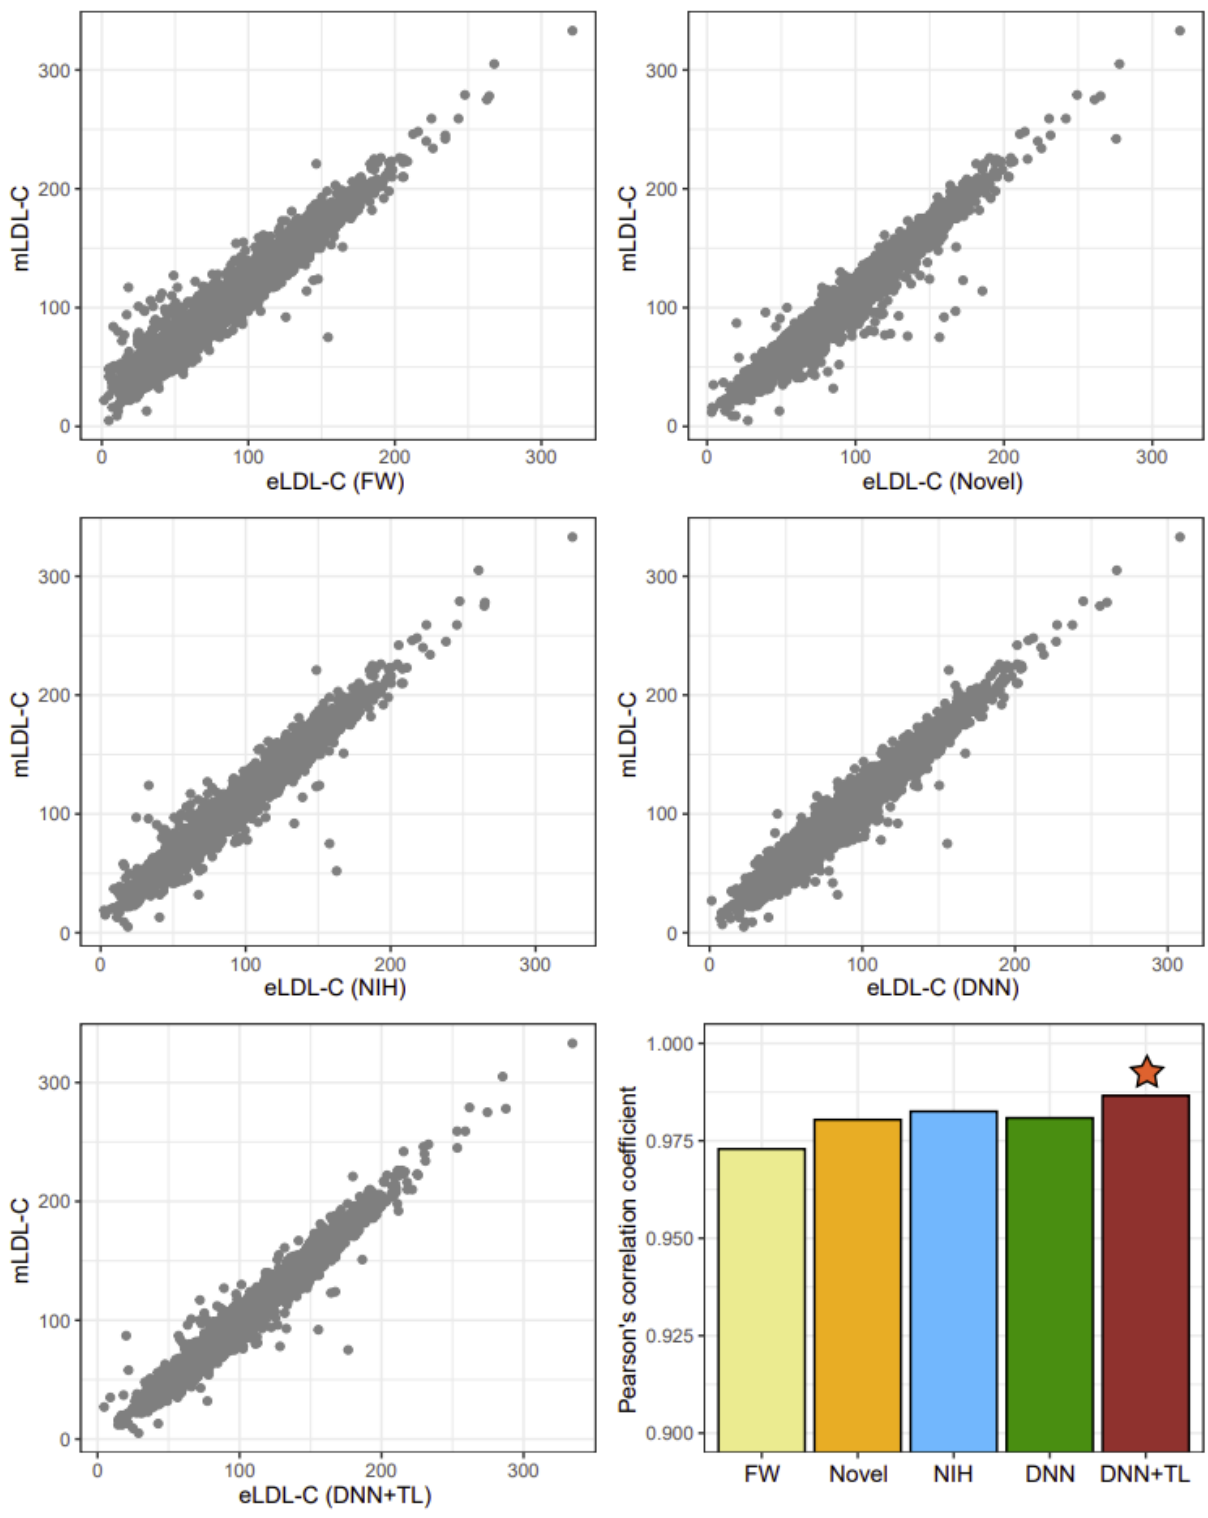 mLDL-C
300
200
100
0
0 100 200 300
eLDL-C (FW)
mLDL-C
300
200
100
0
0 100 200 300
eLDL-C (Novel)
mLDL-C
300
200
100
0
0 100 200 300
eLDL-C (NIH)
mLDL-C
300
200
100
0
0 100 200 300
eLDL-C (DNN)
mLDL-C
300
200
100
0
0 100 200 300
eLDL-C (DNN+TL)
Pearson's correlation coefficient
1.000
0.975
0.950
0.925
0.900
FW Novel NIH DNN DNN+TL